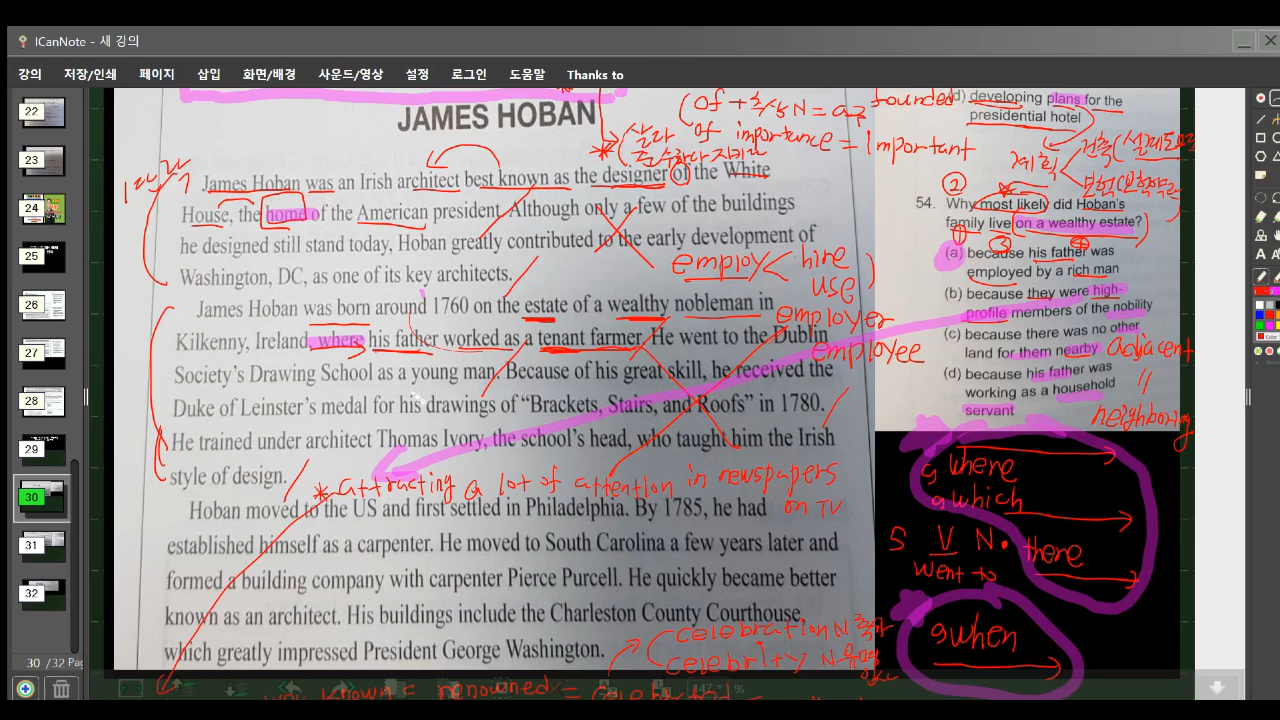 ICanNote - 새 강의
강의 저장/인쇄 페이지 삽입 화면/배경 사운드/영상 설정 로그인 도움말 Thanks to
22
23
24
25
26
27
28
29
30
31
32
30 /32
JAMES HOBAN
James Hoban was an Irish architect best known as the designer of the White
House, the home of the American president. Although only a few of the buildings
he designed still stand today, Hoban greatly contributed to the early development of
Washington, DC, as one of its key architects.
James Hoban was born around 1760 on the estate of a wealthy nobleman in
Kilkenny, Ireland, where his father worked as a tenant farmer. He went to the Dublin
Society's Drawing School as a young man. Because of his great skill, he received the
Duke of Leinster's medal for his drawings of "Brackets, Stairs, and Roofs" in 1780.
He trained under architect Thomas Ivory, the school's head, who taught him the Irish
style of design.
Hoban moved to the US and first settled in Philadelphia. By 1785, he had
established himself as a carpenter. He moved to South Carolina a few years later and
formed a building company with carpenter Pierce Purcell. He quickly became better
known as an architect. His buildings include the Charleston County Courthouse,
which greatly impressed President George Washington.
of importance = important
founded
employ
hire
use
employer
employee
* attracting a lot of attention in newspapers
on TV
celebration N
celebrity N
known = renowned =
(d) developing plans for the
presidential hotel
계획
건축
54. Why most likely did Hoban's
family live on a wealthy estate?
(a) because his father was
employed by a rich man
(b) because they were high-
profile members of the nobility
(c) because there was no other
land for them nearby
(d) because his father was
working as a household
servant
adjacent
neighboring
where
which
S V N. there
went to
when
147 %